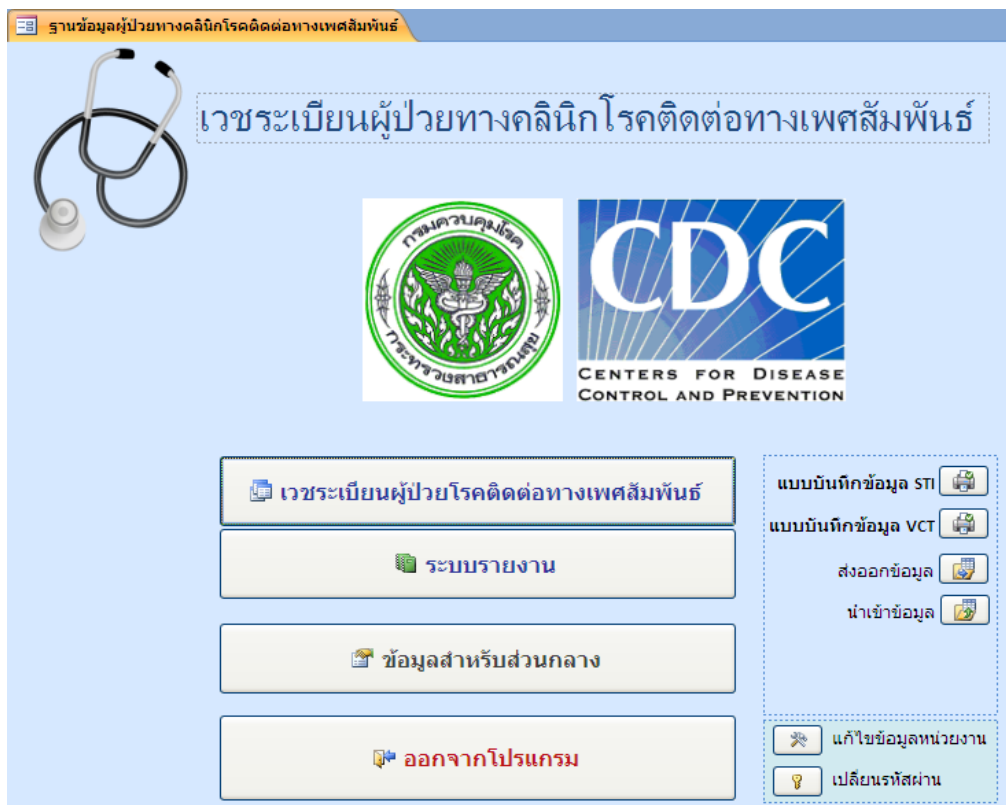 ฐานข้อมูลผู้ป่วยทางคลินิกโรคติดต่อทางเพศสัมพันธ์
เวชระเบียนผู้ป่วยทางคลินิกโรคติดต่อทางเพศสัมพันธ์
กรมควบคุมโรค
กระทรวงสาธารณสุข
CDC
CENTERS FOR DISEASE
CONTROL AND PREVENTION
เวชระเบียนผู้ป่วยโรคติดต่อทางเพศสัมพันธ์
ระบบรายงาน
ข้อมูลสำหรับส่วนกลาง
ออกจากโปรแกรม
แบบบันทึกข้อมูล STI
แบบบันทึกข้อมูล VCT
ส่งออกข้อมูล
นำเข้าข้อมูล
แก้ไขข้อมูลหน่วยงาน
เปลี่ยนรหัสผ่าน